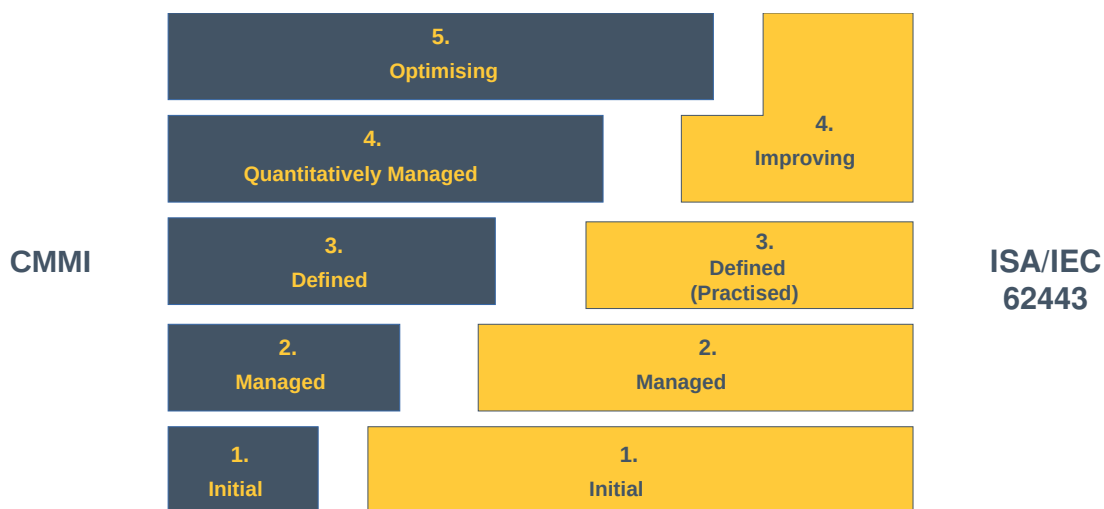 5.
Optimising
4.
Quantitatively Managed
4.
Improving
CMMI
3.
Defined
3.
Defined
(Practised)
ISA/IEC
62443
2.
Managed
2.
Managed
1.
Initial
1.
Initial